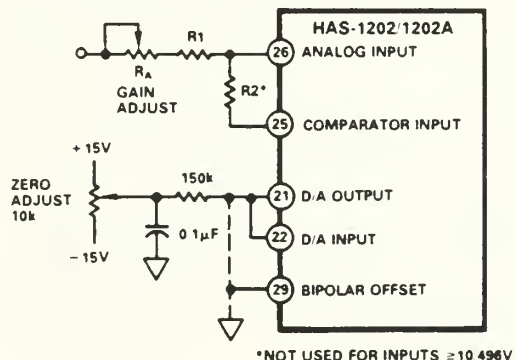 HAS-1202/1202A
R1
26 ANALOG INPUT
RA
GAIN
ADJUST
R2*
25 COMPARATOR INPUT
+15V
150k
21 D/A OUTPUT
ZERO
ADJUST
10k
0.1μF
22 D/A INPUT
-15V
29 BIPOLAR OFFSET
*NOT USED FOR INPUTS ≥10 496V